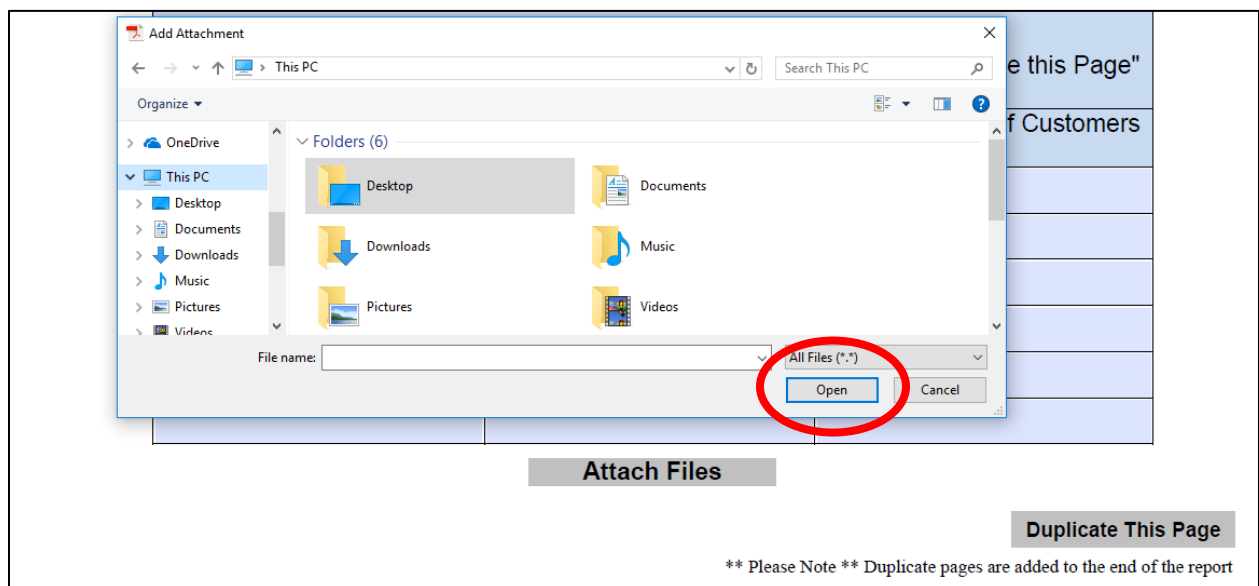 Add Attachment
This PC
Search This PC
e this Page"
Organize
f Customers
OneDrive
Folders (6)
This PC
Desktop
Documents
Desktop
Documents
Downloads
Music
Downloads
Music
Pictures
Pictures
Videos
Videos
File name:
All Files (*.*)
Open
Cancel
Attach Files
Duplicate This Page
** Please Note ** Duplicate pages are added to the end of the report